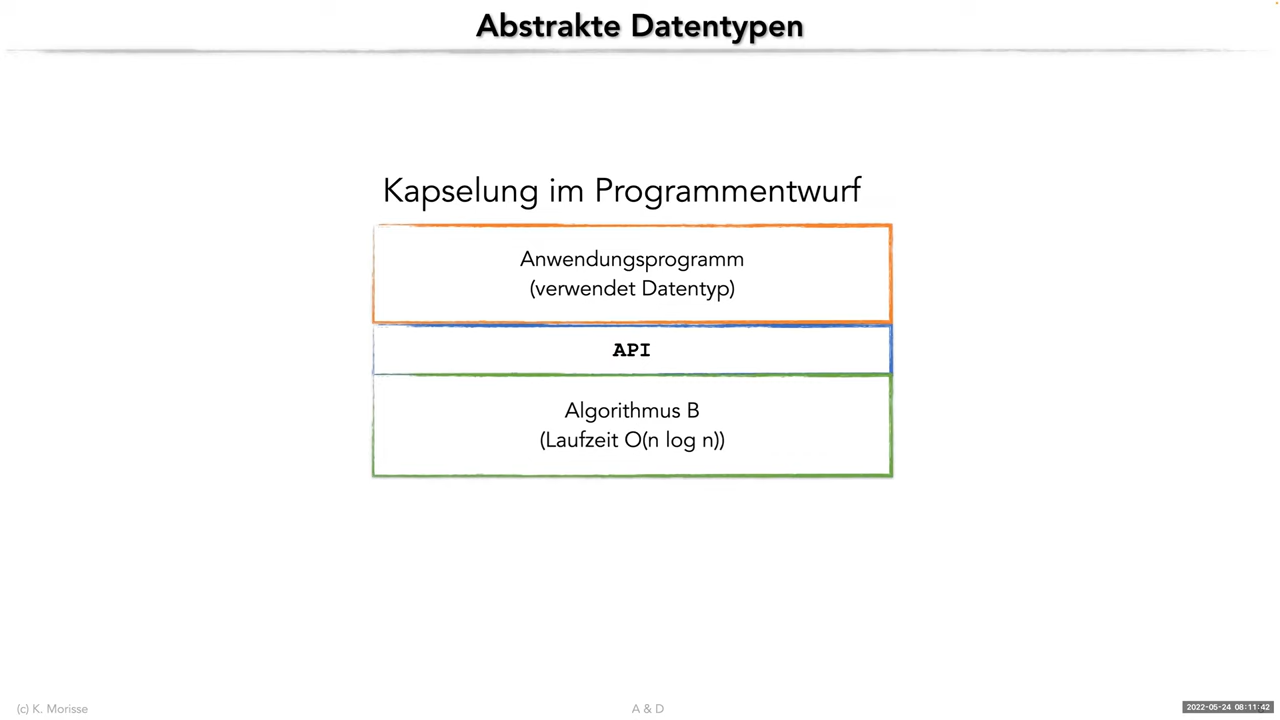 Abstrakte Datentypen
Kapselung im Programmentwurf
Anwendungsprogramm
(verwendet Datentyp)
API
Algorithmus B
(Laufzeit O(n log n))
(c) K. Morisse
A & D
2022-05-24 08:11:42